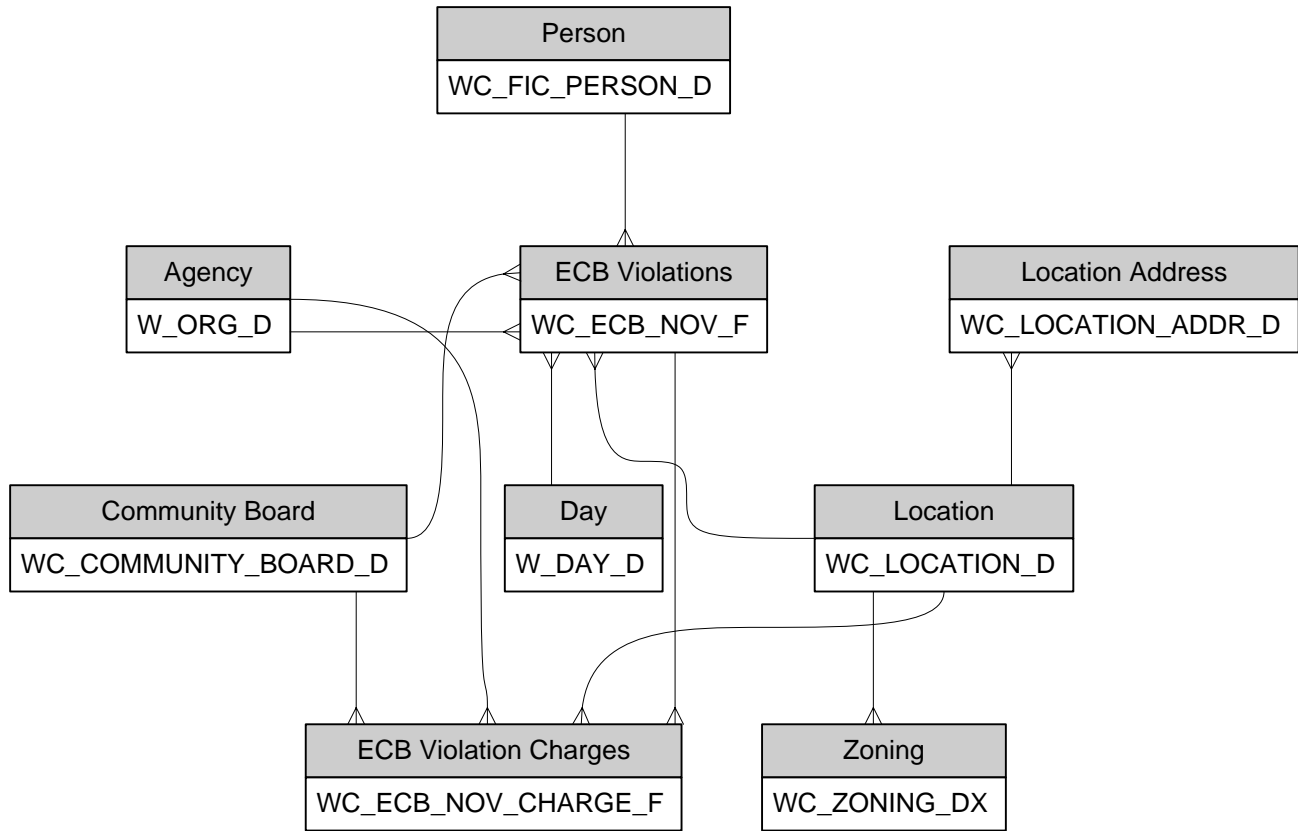 Person
WC_FIC_PERSON_D
Agency
W_ORG_D
ECB Violations
WC_ECB_NOV_F
Location Address
WC_LOCATION_ADDR_D
Community Board
WC_COMMUNITY_BOARD_D
Day
W_DAY_D
Location
WC_LOCATION_D
ECB Violation Charges
WC_ECB_NOV_CHARGE_F
Zoning
WC_ZONING_DX